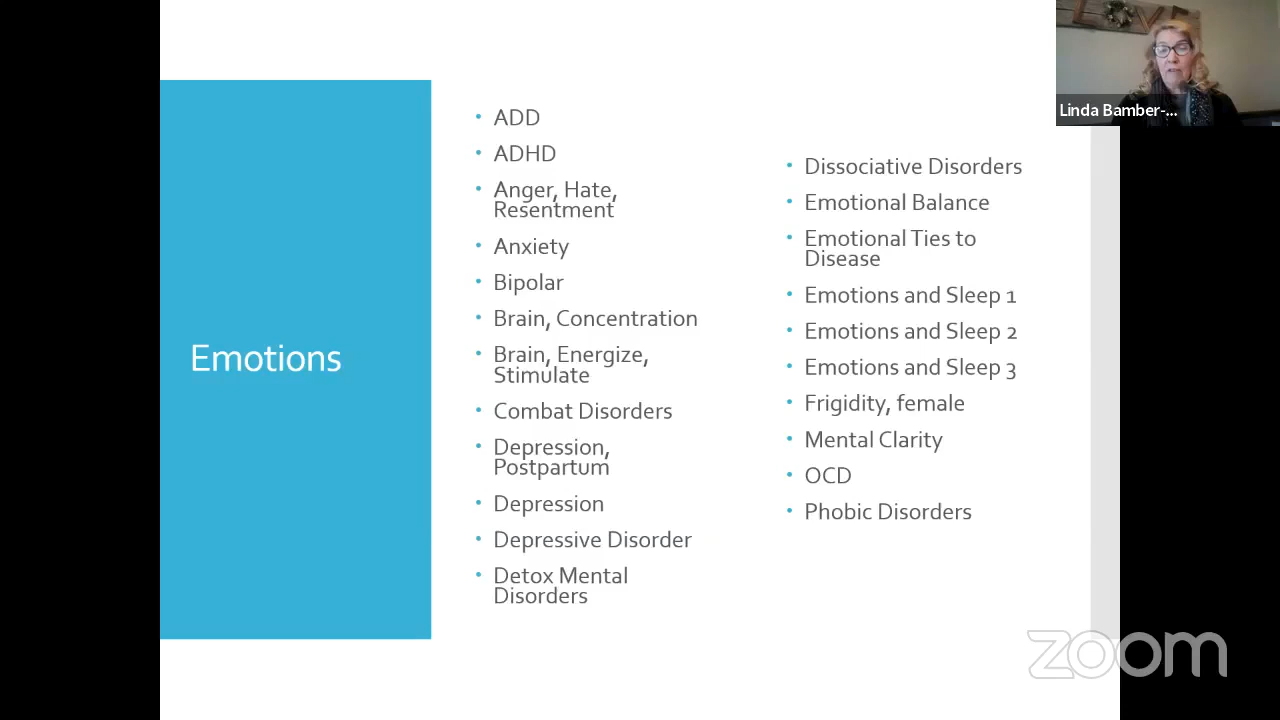 Emotions
ADD
ADHD
Anger, Hate,
Resentment
Anxiety
Bipolar
Brain, Concentration
Brain, Energize,
Stimulate
Combat Disorders
Depression,
Postpartum
Depression
Depressive Disorder
Detox Mental
Disorders
Dissociative Disorders
Emotional Balance
Emotional Ties to
Disease
Emotions and Sleep 1
Emotions and Sleep 2
Emotions and Sleep 3
Frigidity, female
Mental Clarity
OCD
Phobic Disorders
LOVE
Linda Bamber-...
zoom